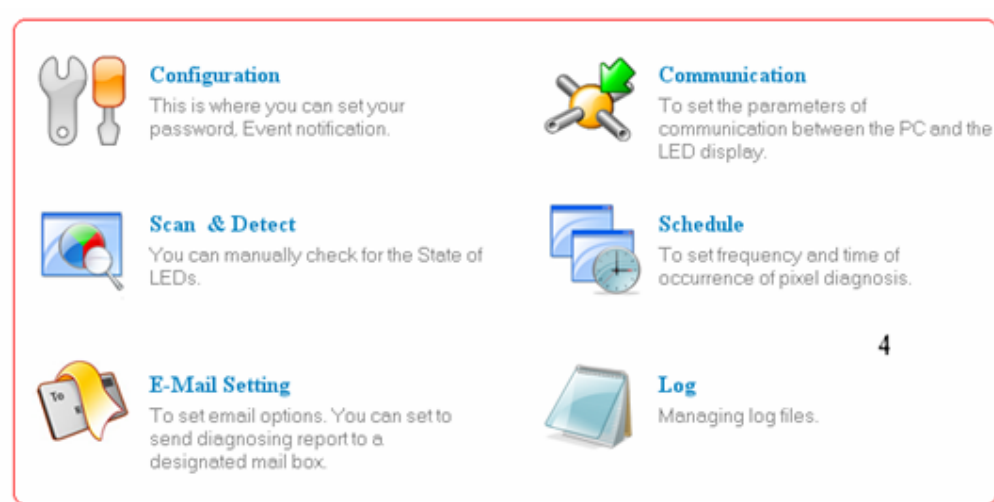 Configuration
This is where you can set your
password, Event notification.
Communication
To set the parameters of
communication between the PC and the
LED display.
Scan & Detect
You can manually check for the State of
LEDs.
Schedule
To set frequency and time of
occurrence of pixel diagnosis.
4
To
E-Mail Setting
To set email options. You can set to
send diagnosing report to a
designated mail box.
Log
Managing log files.